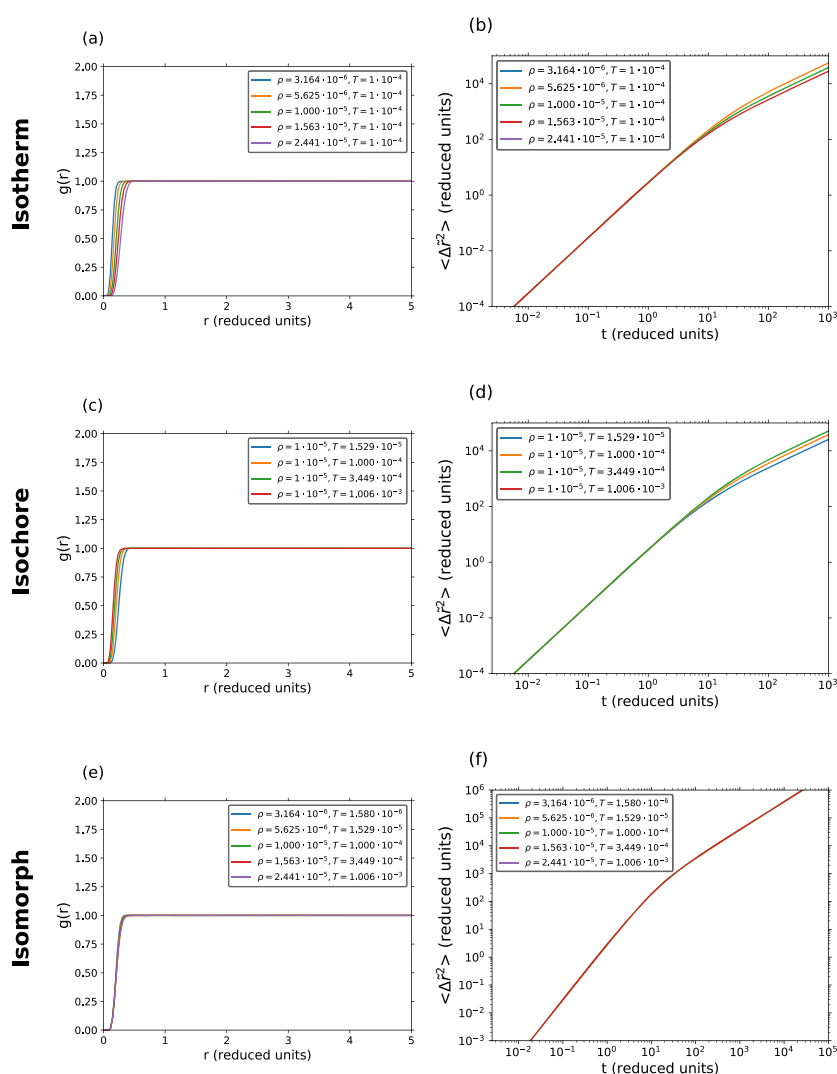 (a)
2.00
1.75
1.50
1.25
1.00
0.75
0.50
0.25
0.00
g(r)
ρ = 3.164·10⁻⁶, T = 1·10⁻⁴
ρ = 5.625·10⁻⁶, T = 1·10⁻⁴
ρ = 1.000·10⁻⁵, T = 1·10⁻⁴
ρ = 1.563·10⁻⁵, T = 1·10⁻⁴
ρ = 2.441·10⁻⁵, T = 1·10⁻⁴
0 1 2 3 4 5
r (reduced units)
Isotherm
(b)
10⁴
10²
10⁰
10⁻²
10⁻⁴
<Δr̃²> (reduced units)
ρ = 3.164·10⁻⁶, T = 1·10⁻⁴
ρ = 5.625·10⁻⁶, T = 1·10⁻⁴
ρ = 1.000·10⁻⁵, T = 1·10⁻⁴
ρ = 1.563·10⁻⁵, T = 1·10⁻⁴
ρ = 2.441·10⁻⁵, T = 1·10⁻⁴
10⁻² 10⁻¹ 10⁰ 10¹ 10² 10³
t (reduced units)
(c)
2.00
1.75
1.50
1.25
1.00
0.75
0.50
0.25
0.00
g(r)
ρ = 1·10⁻⁵, T = 1.529·10⁻⁵
ρ = 1·10⁻⁵, T = 1.000·10⁻⁴
ρ = 1·10⁻⁵, T = 3.449·10⁻⁴
ρ = 1·10⁻⁵, T = 1.006·10⁻³
0 1 2 3 4 5
r (reduced units)
Isochore
(d)
10⁴
10²
10⁰
10⁻²
10⁻⁴
<Δr̃²> (reduced units)
ρ = 1·10⁻⁵, T = 1.529·10⁻⁵
ρ = 1·10⁻⁵, T = 1.000·10⁻⁴
ρ = 1·10⁻⁵, T = 3.449·10⁻⁴
ρ = 1·10⁻⁵, T = 1.006·10⁻³
10⁻² 10⁻¹ 10⁰ 10¹ 10² 10³
t (reduced units)
(e)
2.00
1.75
1.50
1.25
1.00
0.75
0.50
0.25
0.00
g(r)
ρ = 3.164·10⁻⁶, T = 1.580·10⁻⁶
ρ = 5.625·10⁻⁶, T = 1.529·10⁻⁵
ρ = 1.000·10⁻⁵, T = 1.000·10⁻⁴
ρ = 1.563·10⁻⁵, T = 3.449·10⁻⁴
ρ = 2.441·10⁻⁵, T = 1.006·10⁻³
0 1 2 3 4 5
r (reduced units)
Isomorph
(f)
10⁶
10⁵
10⁴
10³
10²
10¹
10⁰
10⁻¹
10⁻²
10⁻³
<Δr̃²> (reduced units)
ρ = 3.164·10⁻⁶, T = 1.580·10⁻⁶
ρ = 5.625·10⁻⁶, T = 1.529·10⁻⁵
ρ = 1.000·10⁻⁵, T = 1.000·10⁻⁴
ρ = 1.563·10⁻⁵, T = 3.449·10⁻⁴
ρ = 2.441·10⁻⁵, T = 1.006·10⁻³
10⁻² 10⁻¹ 10⁰ 10¹ 10² 10³ 10⁴ 10⁵
t (reduced units)